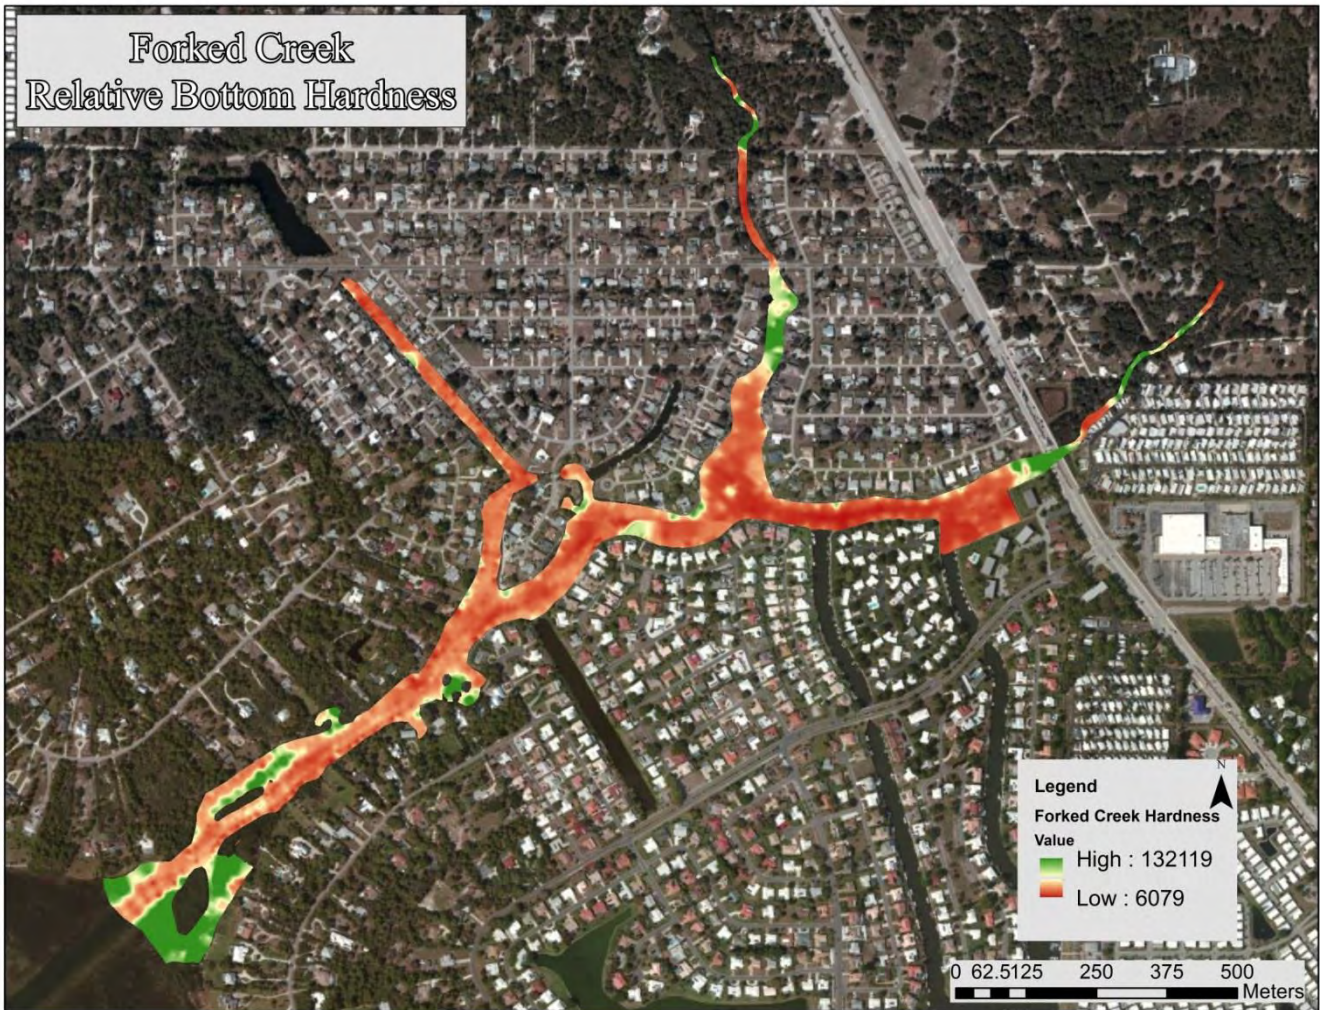 Forked Creek
Relative Bottom Hardness
N
Legend
Forked Creek Hardness
Value
High : 132119
Low : 6079
0 62.5125 250 375 500
Meters